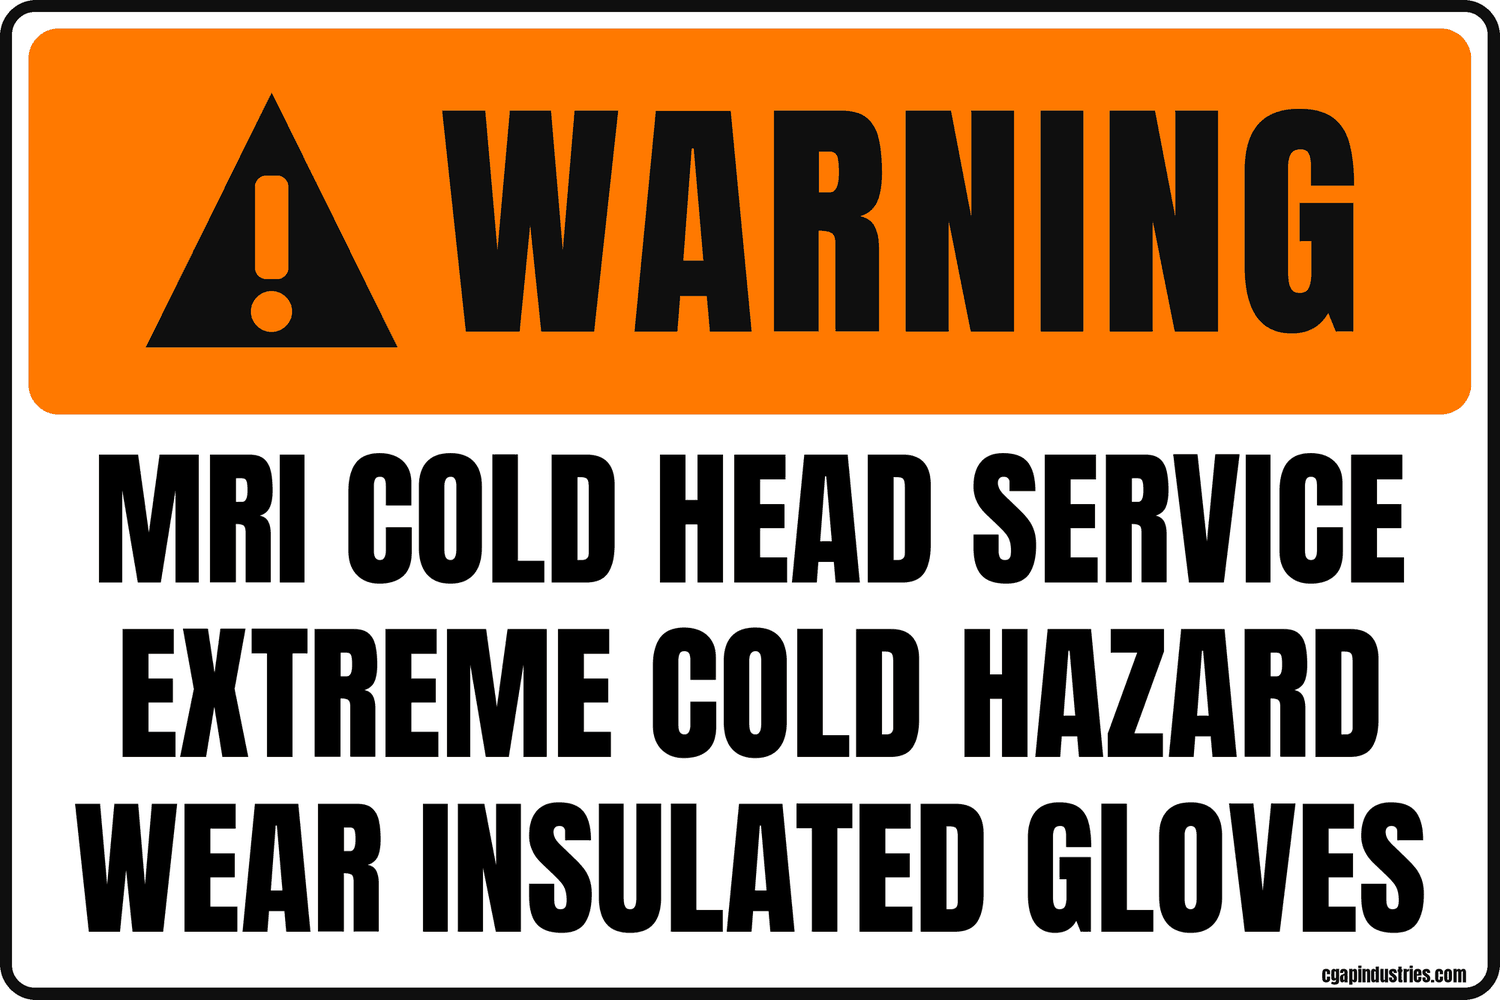 WARNING
MRI COLD HEAD SERVICE
EXTREME COLD HAZARD
WEAR INSULATED GLOVES
cgapindustries.com